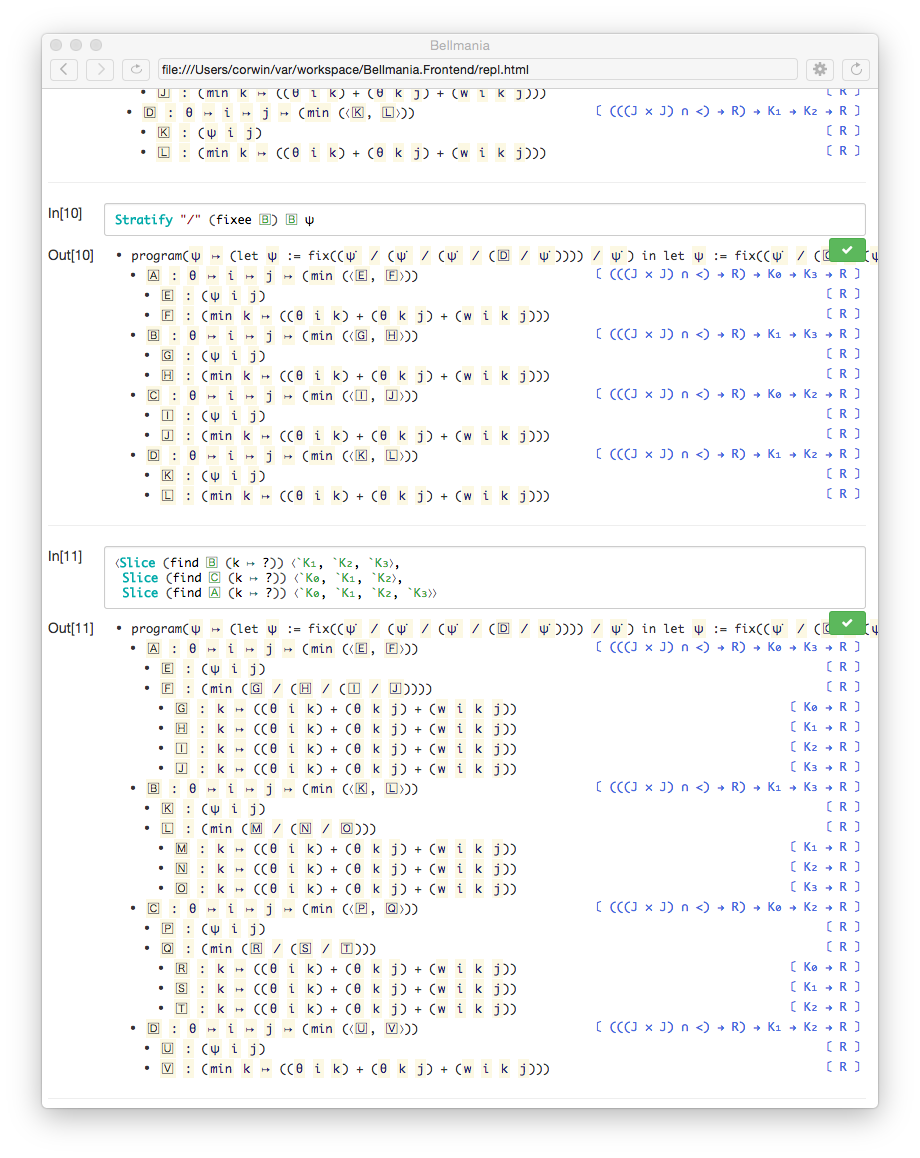 Bellmania
file:///Users/corwin/var/workspace/Bellmania.Frontend/repl.html
• 🄹 : (min k ↦ ((θ i k) + (θ k j) + (w i k j))) [ R ]
• 🄳 : θ ↦ i ↦ j ↦ (min (⟨🄺, 🄻⟩)) [ (((J × J) ∩ <) → R) → K₁ → K₂ → R ]
• 🄺 : (ψ i j) [ R ]
• 🄻 : (min k ↦ ((θ i k) + (θ k j) + (w i k j))) [ R ]
In[10] Stratify "/" (fixee 🄱) 🄱 ψ
Out[10] • program(ψ ↦ (let ψ := fix((ψ̇ / (ψ̇ / (ψ̇ / (🄳 / ψ̇)))) / ψ̇) in let ψ := fix((ψ̇ / (🄲 (ψ
• 🄰 : θ ↦ i ↦ j ↦ (min (⟨🄴, 🄵⟩)) [ (((J × J) ∩ <) → R) → K₀ → K₃ → R ]
• 🄴 : (ψ i j) [ R ]
• 🄵 : (min k ↦ ((θ i k) + (θ k j) + (w i k j))) [ R ]
• 🄱 : θ ↦ i ↦ j ↦ (min (⟨🄶, 🄷⟩)) [ (((J × J) ∩ <) → R) → K₁ → K₃ → R ]
• 🄶 : (ψ i j) [ R ]
• 🄷 : (min k ↦ ((θ i k) + (θ k j) + (w i k j))) [ R ]
• 🄲 : θ ↦ i ↦ j ↦ (min (⟨🄸, 🄹⟩)) [ (((J × J) ∩ <) → R) → K₀ → K₂ → R ]
• 🄸 : (ψ i j) [ R ]
• 🄹 : (min k ↦ ((θ i k) + (θ k j) + (w i k j))) [ R ]
• 🄳 : θ ↦ i ↦ j ↦ (min (⟨🄺, 🄻⟩)) [ (((J × J) ∩ <) → R) → K₁ → K₂ → R ]
• 🄺 : (ψ i j) [ R ]
• 🄻 : (min k ↦ ((θ i k) + (θ k j) + (w i k j))) [ R ]
In[11] ⟨Slice (find 🄱 (k ↦ ?)) ⟨`K₁, `K₂, `K₃⟩,
Slice (find 🄲 (k ↦ ?)) ⟨`K₀, `K₁, `K₂⟩,
Slice (find 🄰 (k ↦ ?)) ⟨`K₀, `K₁, `K₂, `K₃⟩⟩
Out[11] • program(ψ ↦ (let ψ := fix((ψ̇ / (ψ̇ / (ψ̇ / (🄳 / ψ̇)))) / ψ̇) in let ψ := fix((ψ̇ / (🄲 (ψ
• 🄰 : θ ↦ i ↦ j ↦ (min (⟨🄴, 🄵⟩)) [ (((J × J) ∩ <) → R) → K₀ → K₃ → R ]
• 🄴 : (ψ i j) [ R ]
• 🄵 : (min (🄶 / (🄷 / (🄸 / 🄹)))) [ R ]
• 🄶 : k ↦ ((θ i k) + (θ k j) + (w i k j)) [ K₀ → R ]
• 🄷 : k ↦ ((θ i k) + (θ k j) + (w i k j)) [ K₁ → R ]
• 🄸 : k ↦ ((θ i k) + (θ k j) + (w i k j)) [ K₂ → R ]
• 🄹 : k ↦ ((θ i k) + (θ k j) + (w i k j)) [ K₃ → R ]
• 🄱 : θ ↦ i ↦ j ↦ (min (⟨🄺, 🄻⟩)) [ (((J × J) ∩ <) → R) → K₁ → K₃ → R ]
• 🄺 : (ψ i j) [ R ]
• 🄻 : (min (🄼 / (🄽 / 🄾))) [ R ]
• 🄼 : k ↦ ((θ i k) + (θ k j) + (w i k j)) [ K₁ → R ]
• 🄽 : k ↦ ((θ i k) + (θ k j) + (w i k j)) [ K₂ → R ]
• 🄾 : k ↦ ((θ i k) + (θ k j) + (w i k j)) [ K₃ → R ]
• 🄲 : θ ↦ i ↦ j ↦ (min (⟨🄿, 🅀⟩)) [ (((J × J) ∩ <) → R) → K₀ → K₂ → R ]
• 🄿 : (ψ i j) [ R ]
• 🅀 : (min (🅁 / (🅂 / 🅃))) [ R ]
• 🅁 : k ↦ ((θ i k) + (θ k j) + (w i k j)) [ K₀ → R ]
• 🅂 : k ↦ ((θ i k) + (θ k j) + (w i k j)) [ K₁ → R ]
• 🅃 : k ↦ ((θ i k) + (θ k j) + (w i k j)) [ K₂ → R ]
• 🄳 : θ ↦ i ↦ j ↦ (min (⟨🅄, 🅅⟩)) [ (((J × J) ∩ <) → R) → K₁ → K₂ → R ]
• 🅄 : (ψ i j) [ R ]
• 🅅 : (min k ↦ ((θ i k) + (θ k j) + (w i k j))) [ R ]